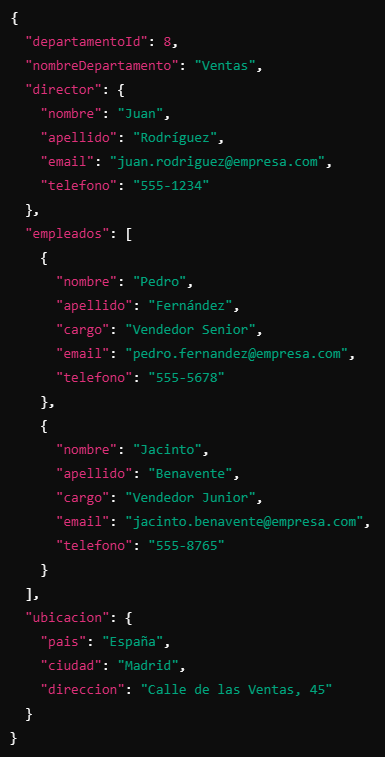 {
  "departamentoId": 8,
  "nombreDepartamento": "Ventas",
  "director": {
    "nombre": "Juan",
    "apellido": "Rodríguez",
    "email": "juan.rodriguez@empresa.com",
    "telefono": "555-1234"
  },
  "empleados": [
    {
      "nombre": "Pedro",
      "apellido": "Fernández",
      "cargo": "Vendedor Senior",
      "email": "pedro.fernandez@empresa.com",
      "telefono": "555-5678"
    },
    {
      "nombre": "Jacinto",
      "apellido": "Benavente",
      "cargo": "Vendedor Junior",
      "email": "jacinto.benavente@empresa.com",
      "telefono": "555-8765"
    }
  ],
  "ubicacion": {
    "pais": "España",
    "ciudad": "Madrid",
    "direccion": "Calle de las Ventas, 45"
  }
}